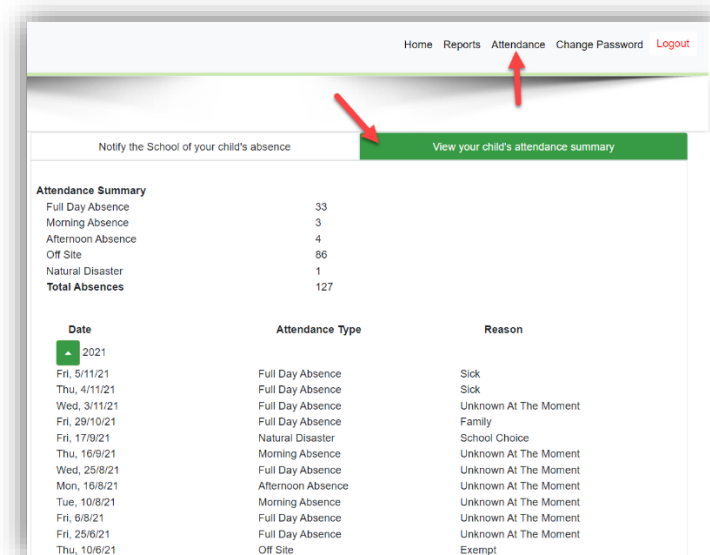 Home Reports Attendance Change Password Logout
Notify the School of your child's absence View your child's attendance summary
Attendance Summary
Full Day Absence 33
Morning Absence 3
Afternoon Absence 4
Off Site 86
Natural Disaster 1
Total Absences 127
Date Attendance Type Reason
2021
Fri, 5/11/21 Full Day Absence Sick
Thu, 4/11/21 Full Day Absence Sick
Wed, 3/11/21 Full Day Absence Unknown At The Moment
Fri, 29/10/21 Full Day Absence Family
Fri, 17/9/21 Natural Disaster School Choice
Thu, 16/9/21 Morning Absence Unknown At The Moment
Wed, 25/8/21 Full Day Absence Unknown At The Moment
Mon, 16/8/21 Afternoon Absence Unknown At The Moment
Tue, 10/8/21 Morning Absence Unknown At The Moment
Fri, 6/8/21 Full Day Absence Unknown At The Moment
Fri, 25/6/21 Full Day Absence Unknown At The Moment
Thu, 10/6/21 Off Site Exempt